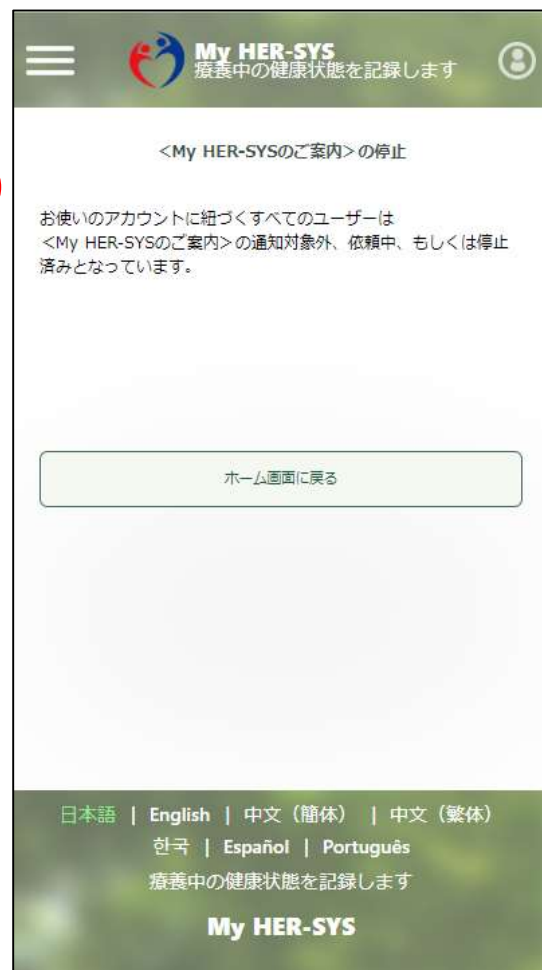 My HER-SYS
療養中の健康状態を記録します
<My HER-SYSのご案内>の停止
お使いのアカウントに紐づくすべてのユーザーは
<My HER-SYSのご案内>の通知対象外、依頼中、もしくは停止
済みとなっています。
ホーム画面に戻る
日本語 | English | 中文（簡体） | 中文（繁体）
한국 | Español | Português
療養中の健康状態を記録します
My HER-SYS